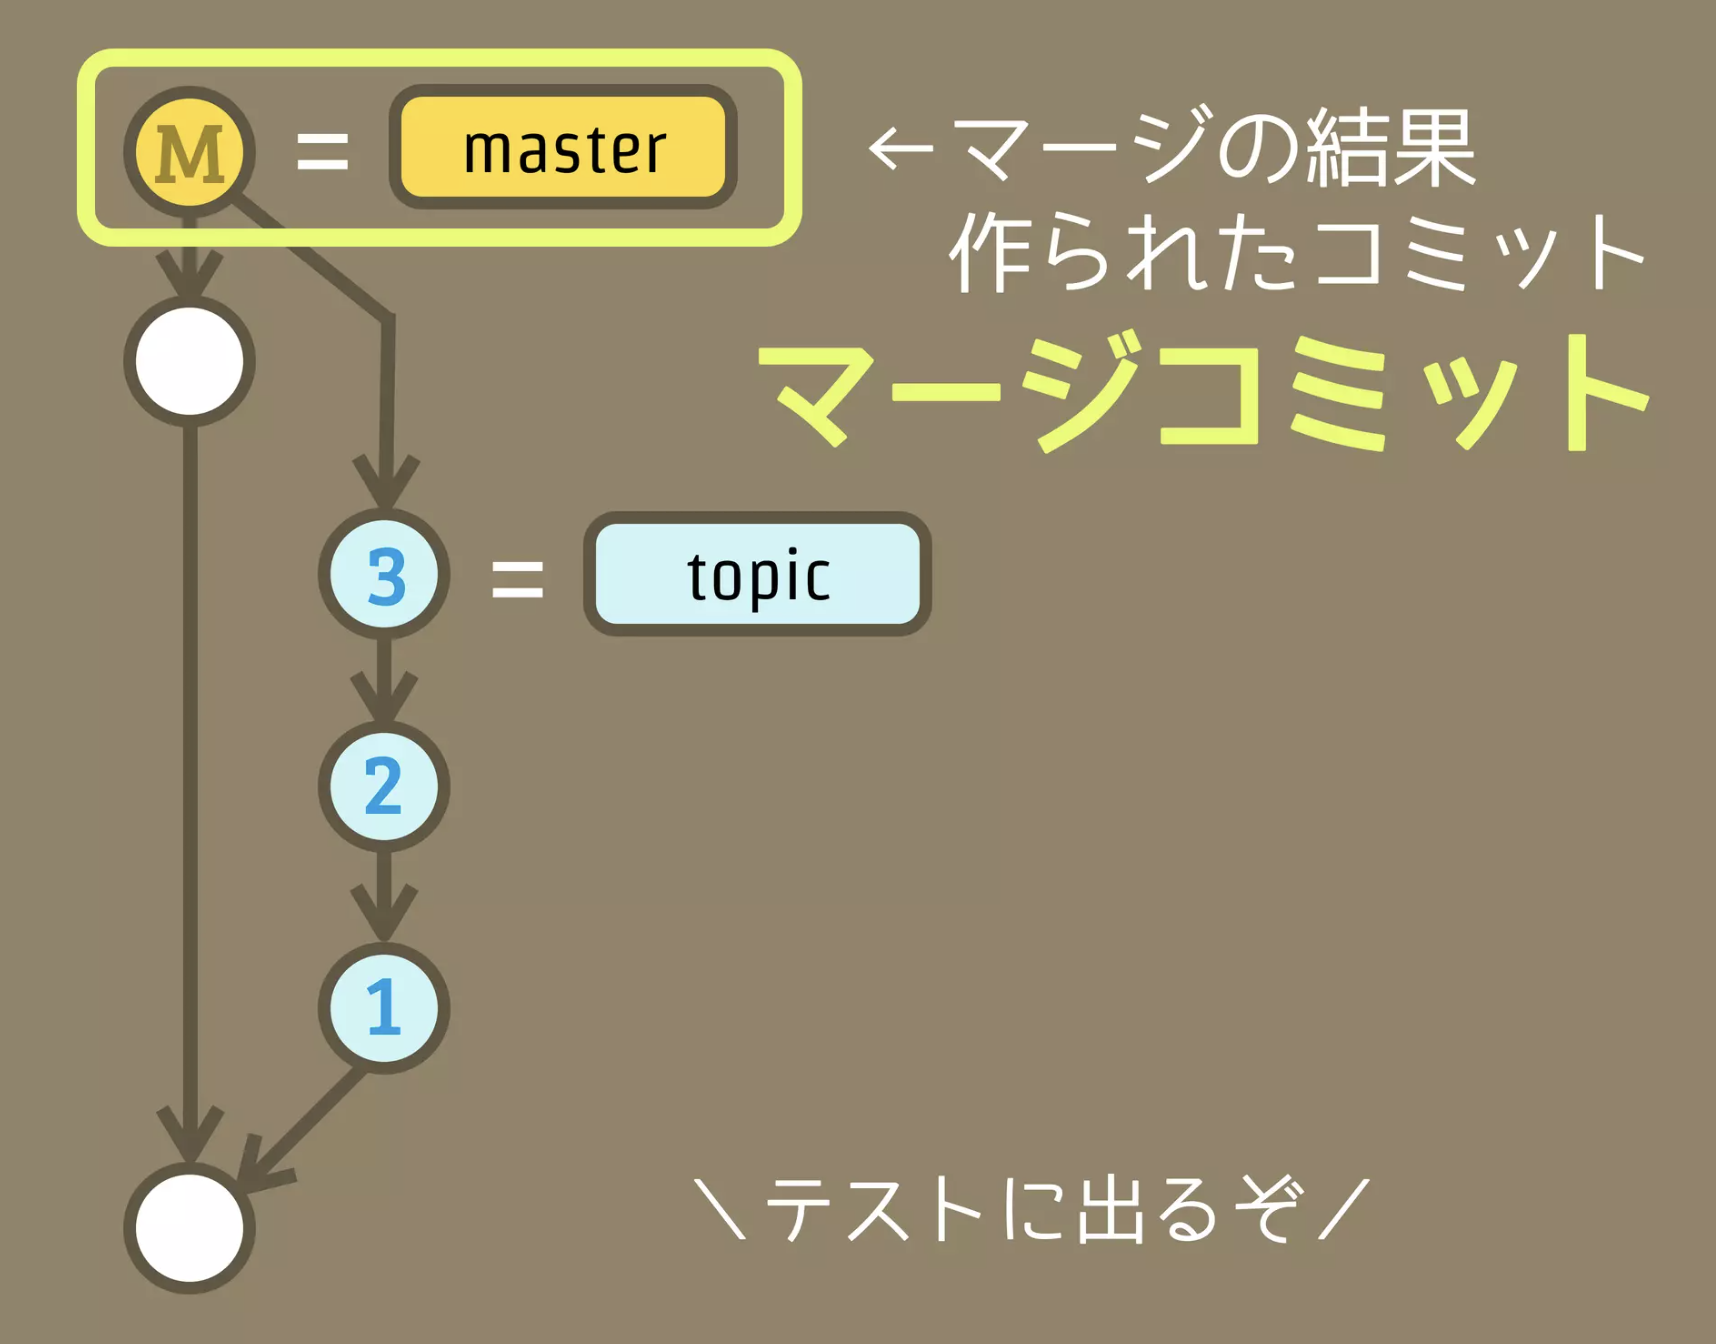 M = master
←マージの結果
作られたコミット
マージコミット
3 = topic
2
1
＼テストに出るぞ／